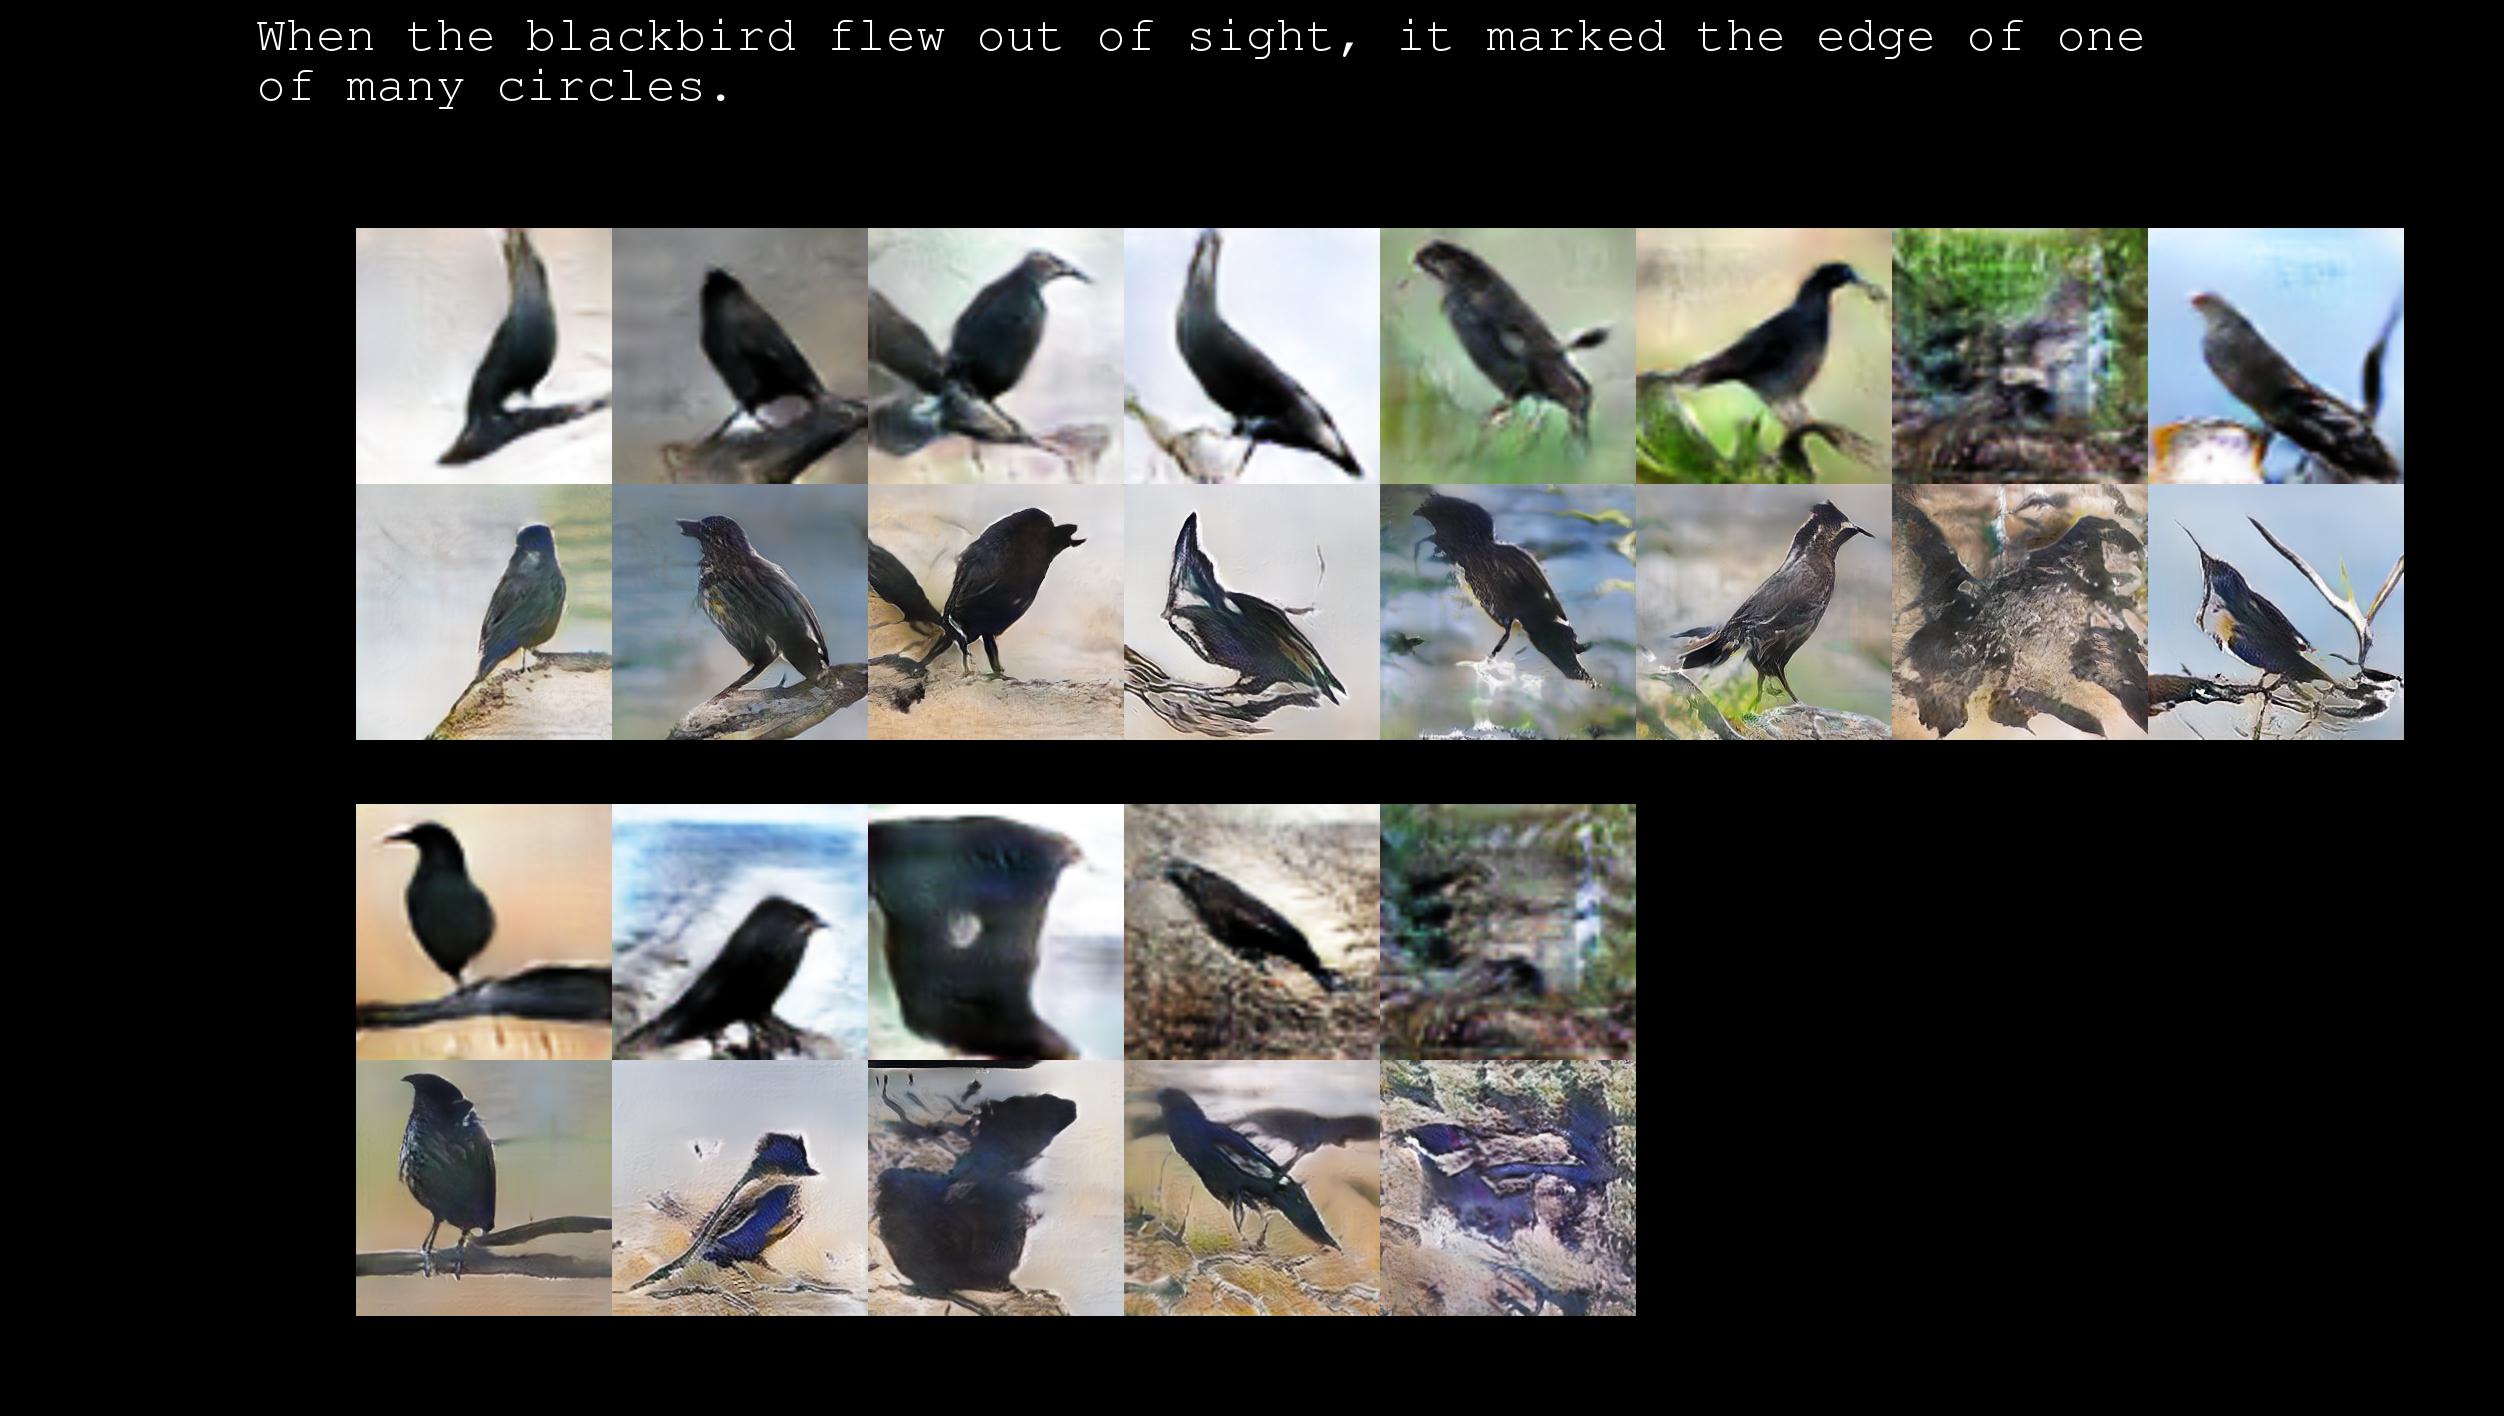 When the blackbird flew out of sight, it marked the edge of one
of many circles.